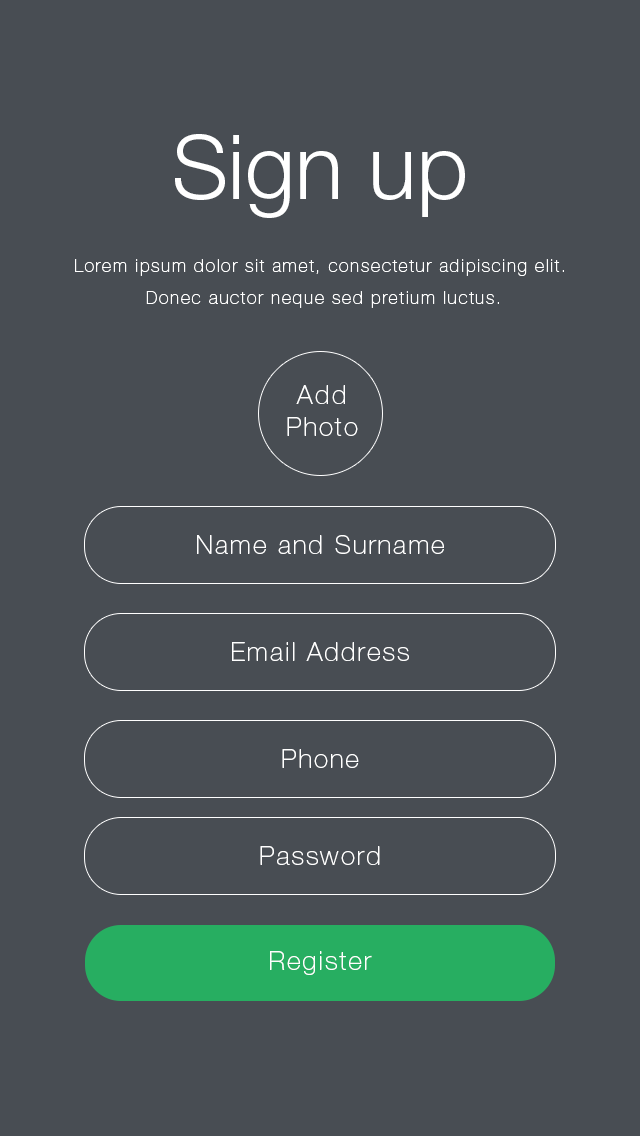 Sign up
Lorem ipsum dolor sit amet, consectetur adipiscing elit.
Donec auctor neque sed pretium luctus.
Add
Photo
Name and Surname
Email Address
Phone
Password
Register